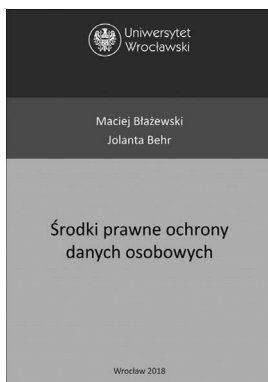 Uniwersytet
Wrocławski
Maciej Błażewski
Jolanta Behr
Środki prawne ochrony
danych osobowych
Wrocław 2018